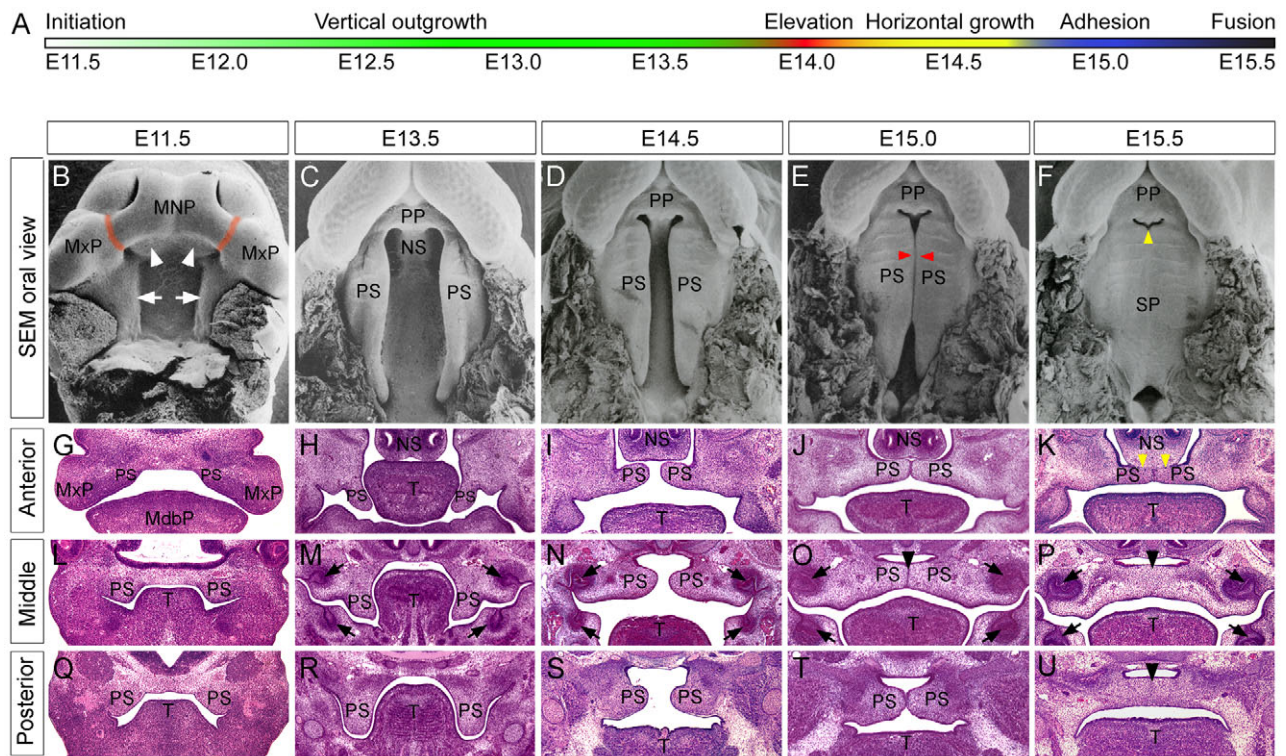 A
Initiation Vertical outgrowth Elevation Horizontal growth Adhesion Fusion
E11.5 E12.0 E12.5 E13.0 E13.5 E14.0 E14.5 E15.0 E15.5
E11.5 E13.5 E14.5 E15.0 E15.5
SEM oral view
B MNP MxP MxP
C PP NS PS PS
D PP PS PS
E PP PS PS
F PP SP
Anterior
G PS PS MxP MxP MdbP
H NS T PS PS
I NS PS PS T
J NS PS PS T
K NS PS PS T
Middle
L PS PS T
M PS PS T
N PS PS T
O PS PS T
P T
Posterior
Q PS PS T
R PS PS T
S PS PS T
T PS PS T
U T